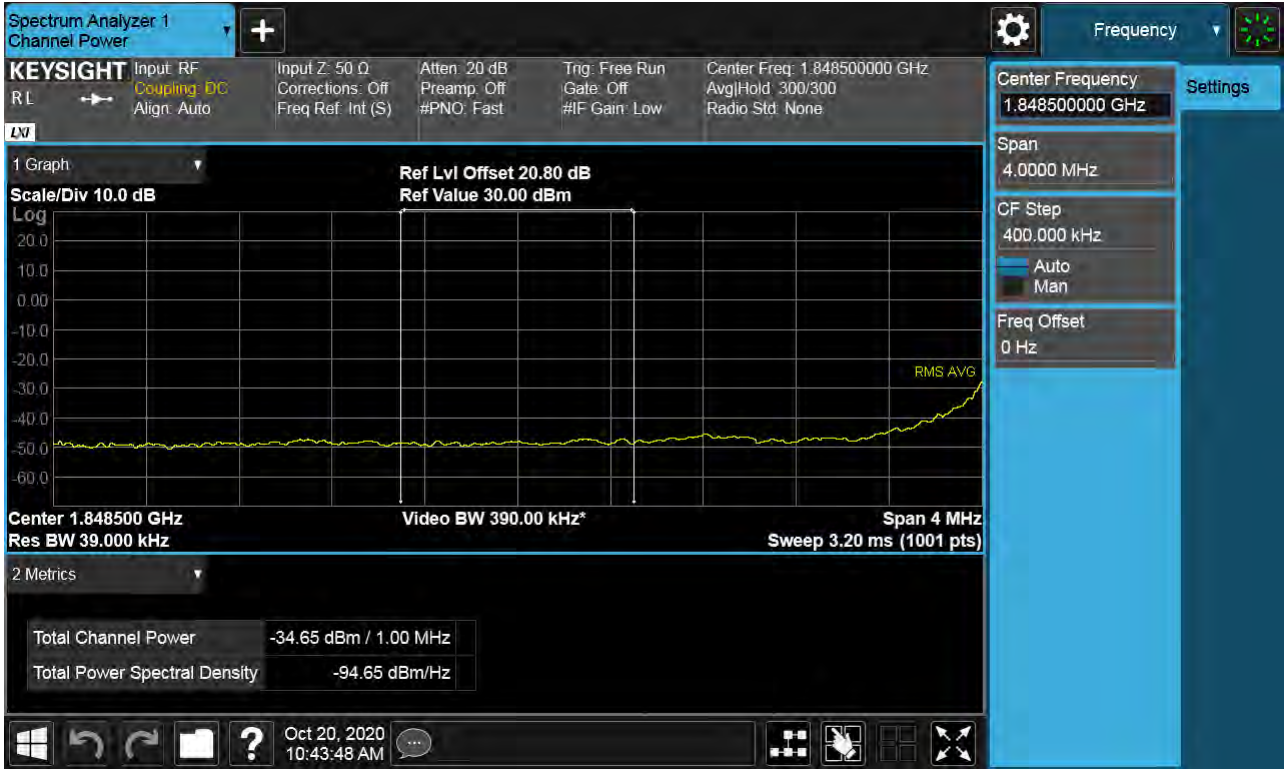 Spectrum Analyzer 1
Channel Power
+
Frequency
KEYSIGHT
R L
LXI
Input: RF
Coupling: DC
Align: Auto
Input Z: 50 Ω
Corrections: Off
Freq Ref: Int (S)
Atten: 20 dB
Preamp: Off
#PNO: Fast
Trig: Free Run
Gate: Off
#IF Gain: Low
Center Freq: 1.848500000 GHz
Avg|Hold: 300/300
Radio Std: None
Center Frequency
1.848500000 GHz
Settings
Span
4.0000 MHz
CF Step
400.000 kHz
Auto
Man
Freq Offset
0 Hz
1 Graph
Scale/Div 10.0 dB
Ref Lvl Offset 20.80 dB
Ref Value 30.00 dBm
Log
20.0
10.0
0.00
-10.0
-20.0
-30.0
-40.0
-50.0
-60.0
RMS AVG
Center 1.848500 GHz
Res BW 39.000 kHz
Video BW 390.00 kHz*
Span 4 MHz
Sweep 3.20 ms (1001 pts)
2 Metrics
Total Channel Power -34.65 dBm / 1.00 MHz
Total Power Spectral Density -94.65 dBm/Hz
?
Oct 20, 2020
10:43:48 AM